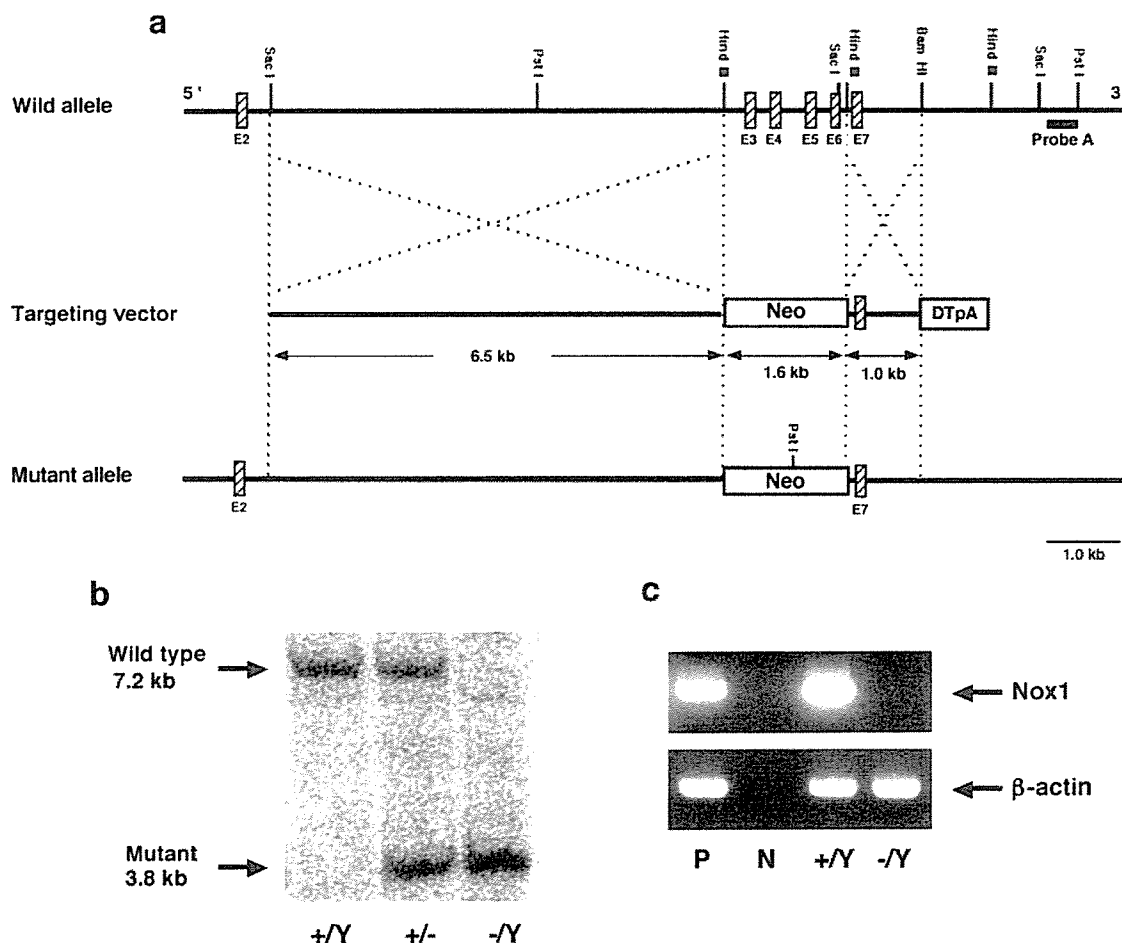 a
Sac I
Pst I
Hind III
Sac I
Hind III
Bam HI
Hind III
Sac I
Pst I
Wild allele
5'
3
E2
E3
E4
E5
E6
E7
Probe A
Targeting vector
Neo
DTpA
6.5 kb
1.6 kb
1.0 kb
Pst I
Mutant allele
Neo
E2
E7
1.0 kb
b
Wild type
7.2 kb
Mutant
3.8 kb
+/Y
+/-
-/Y
c
Nox1
β-actin
P
N
+/Y
-/Y